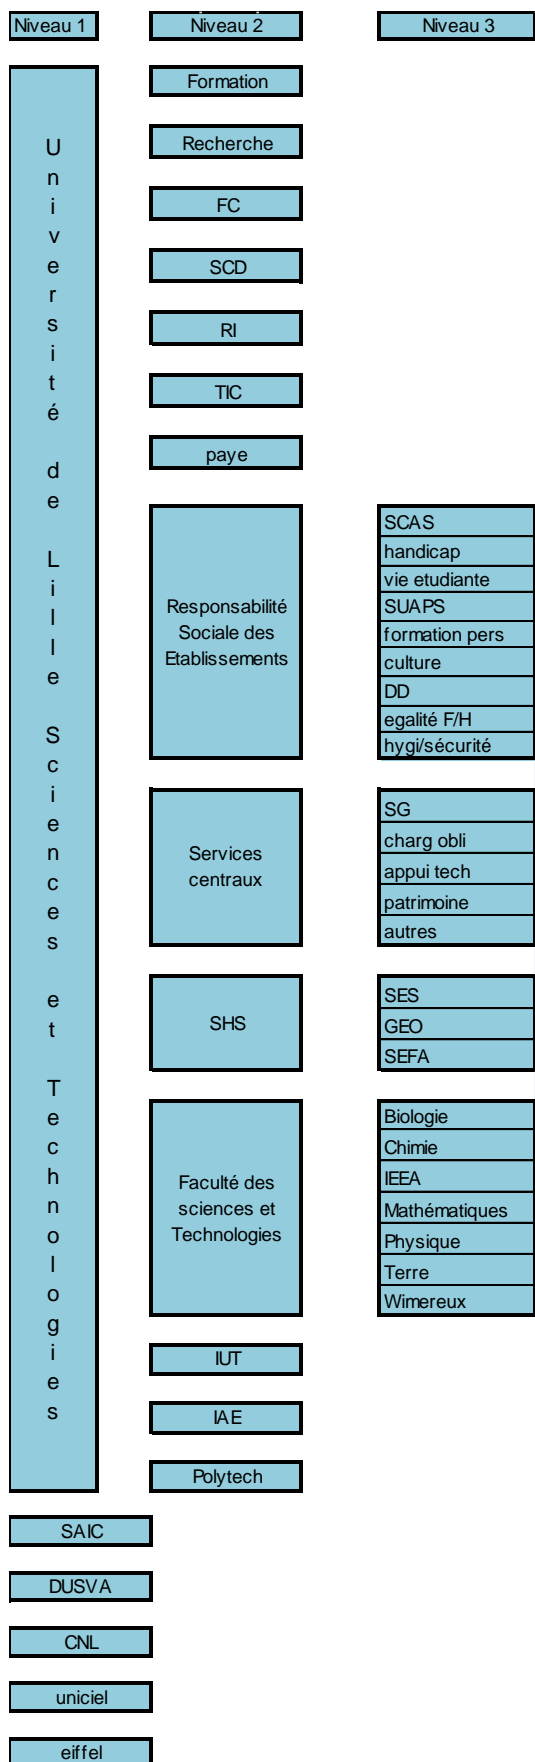 Niveau 1
Niveau 2
Niveau 3
Université de Lille Sciences et Technologies
Formation
Recherche
FC
SCD
RI
TIC
paye
Responsabilité
Sociale des
Etablissements
SCAS
handicap
vie etudiante
SUAPS
formation pers
culture
DD
egalité F/H
hygi/sécurité
Services
centraux
SG
charg obli
appui tech
patrimoine
autres
SHS
SES
GEO
SEFA
Faculté des
sciences et
Technologies
Biologie
Chimie
IEEA
Mathématiques
Physique
Terre
Wimereux
IUT
IAE
Polytech
SAIC
DUSVA
CNL
uniciel
eiffel